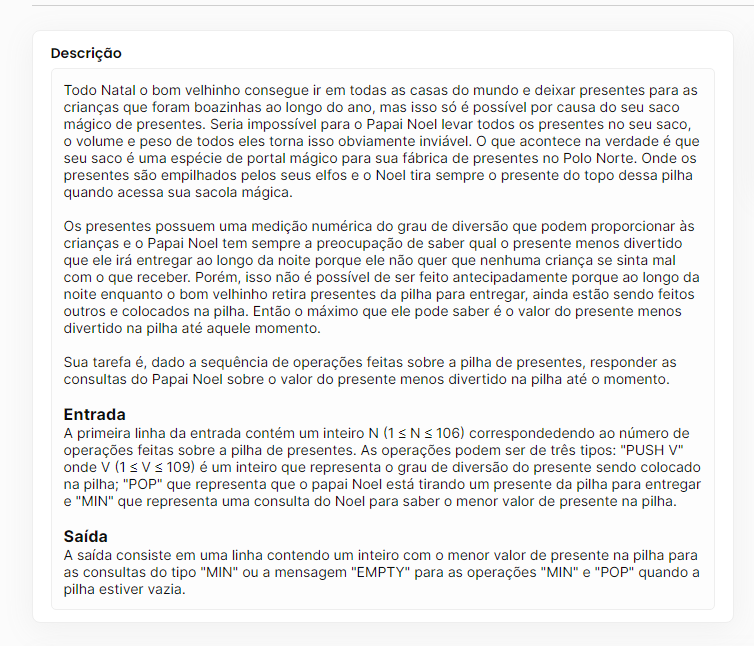 Descrição
Todo Natal o bom velhinho consegue ir em todas as casas do mundo e deixar presentes para as
crianças que foram boazinhas ao longo do ano, mas isso só é possível por causa do seu saco
mágico de presentes. Seria impossível para o Papai Noel levar todos os presentes no seu saco,
o volume e peso de todos eles torna isso obviamente inviável. O que acontece na verdade é que
seu saco é uma espécie de portal mágico para sua fábrica de presentes no Polo Norte. Onde os
presentes são empilhados pelos seus elfos e o Noel tira sempre o presente do topo dessa pilha
quando acessa sua sacola mágica.
Os presentes possuem uma medição numérica do grau de diversão que podem proporcionar às
crianças e o Papai Noel tem sempre a preocupação de saber qual o presente menos divertido
que ele irá entregar ao longo da noite porque ele não quer que nenhuma criança se sinta mal
com o que receber. Porém, isso não é possível de ser feito antecipadamente porque ao longo da
noite enquanto o bom velhinho retira presentes da pilha para entregar, ainda estão sendo feitos
outros e colocados na pilha. Então o máximo que ele pode saber é o valor do presente menos
divertido na pilha até aquele momento.
Sua tarefa é, dado a sequência de operações feitas sobre a pilha de presentes, responder as
consultas do Papai Noel sobre o valor do presente menos divertido na pilha até o momento.
Entrada
A primeira linha da entrada contém um inteiro N (1 ≤ N ≤ 106) correspondedendo ao número de
operações feitas sobre a pilha de presentes. As operações podem ser de três tipos: "PUSH V"
onde V (1 ≤ V ≤ 109) é um inteiro que representa o grau de diversão do presente sendo colocado
na pilha; "POP" que representa que o papai Noel está tirando um presente da pilha para entregar
e "MIN" que representa uma consulta do Noel para saber o menor valor de presente na pilha.
Saída
A saída consiste em uma linha contendo um inteiro com o menor valor de presente na pilha para
as consultas do tipo "MIN" ou a mensagem "EMPTY" para as operações "MIN" e "POP" quando a
pilha estiver vazia.